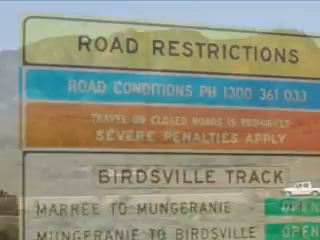 ROAD RESTRICTIONS
ROAD CONDITIONS PH 1300 361 033
TRAVEL ON CLOSED ROADS IS PROHIBITED
SEVERE PENALTIES APPLY
BIRDSVILLE TRACK
MARREE TO MUNGERANIE OPEN
MUNGERANIE TO BIRDSVILLE OPEN